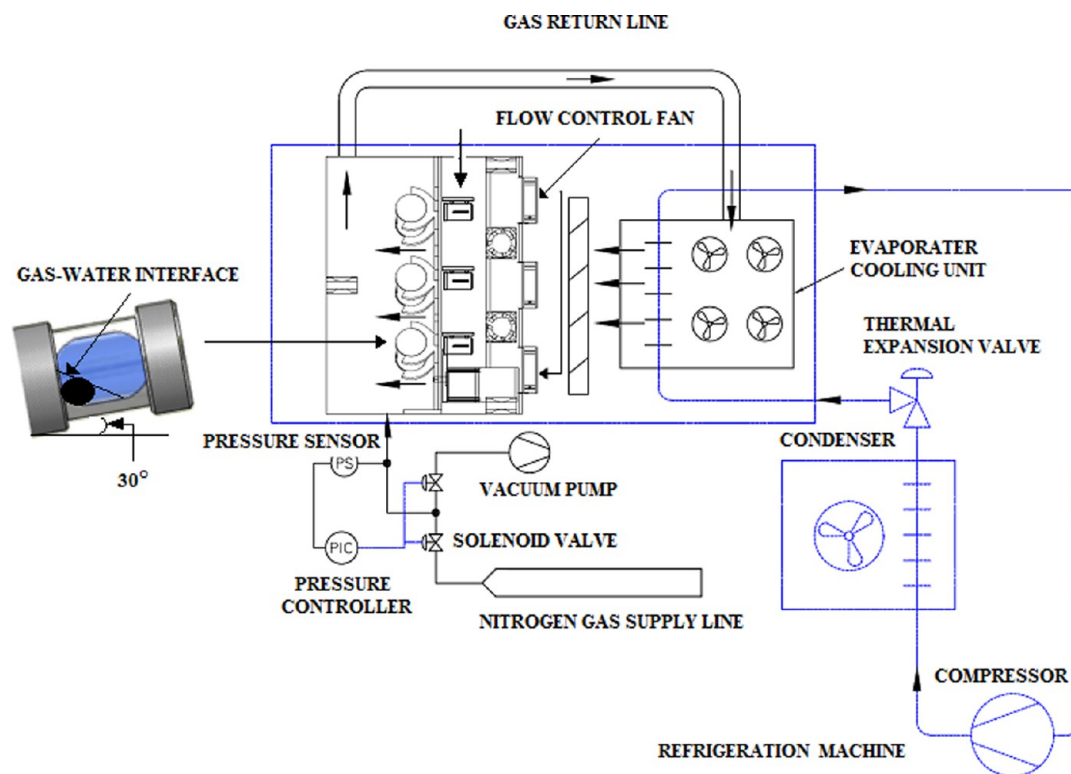 GAS RETURN LINE
FLOW CONTROL FAN
GAS-WATER INTERFACE
EVAPORATER
COOLING UNIT
THERMAL
EXPANSION VALVE
30°
PRESSURE SENSOR
PS
CONDENSER
VACUUM PUMP
PIC
SOLENOID VALVE
PRESSURE
CONTROLLER
NITROGEN GAS SUPPLY LINE
COMPRESSOR
REFRIGERATION MACHINE